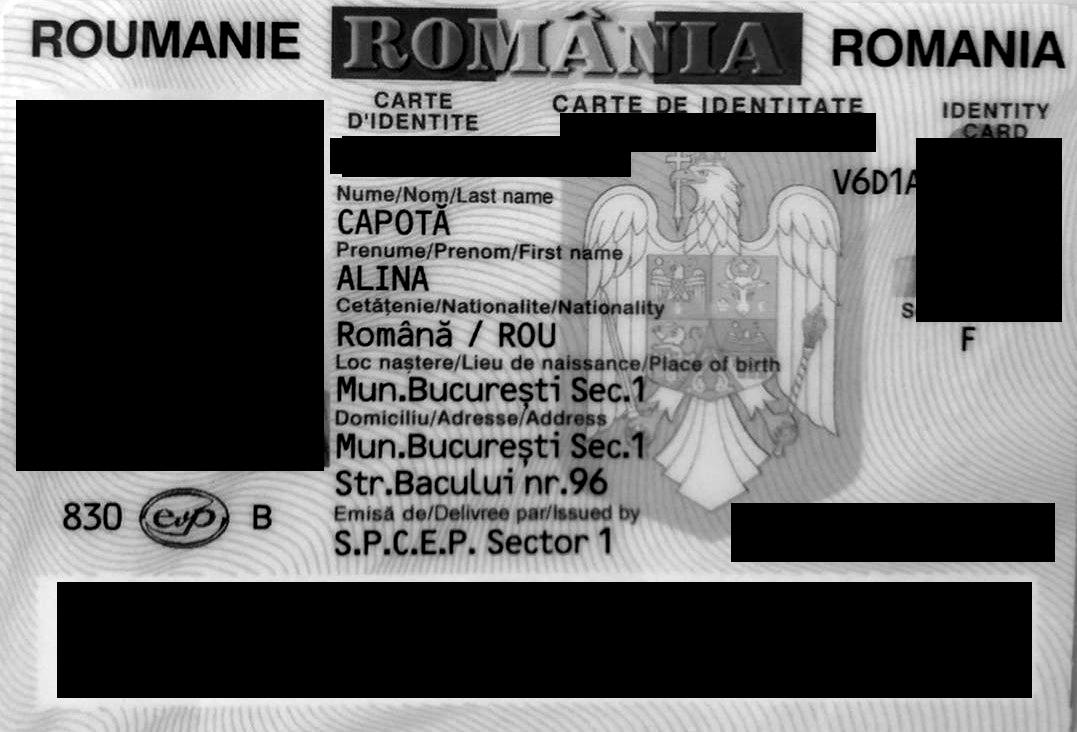 ROUMANIE ROMÂNIA ROMANIA
CARTE D'IDENTITE
CARTE DE IDENTITATE
IDENTITY CARD
V6D1A
Nume/Nom/Last name
CAPOTĂ
Prenume/Prenom/First name
ALINA
Cetățenie/Nationalite/Nationality
Română / ROU
F
Loc naștere/Lieu de naissance/Place of birth
Mun.București Sec.1
Domiciliu/Adresse/Address
Mun.București Sec.1
Str.Bacului nr.96
Emisă de/Delivree par/Issued by
S.P.C.E.P. Sector 1
830 evp B